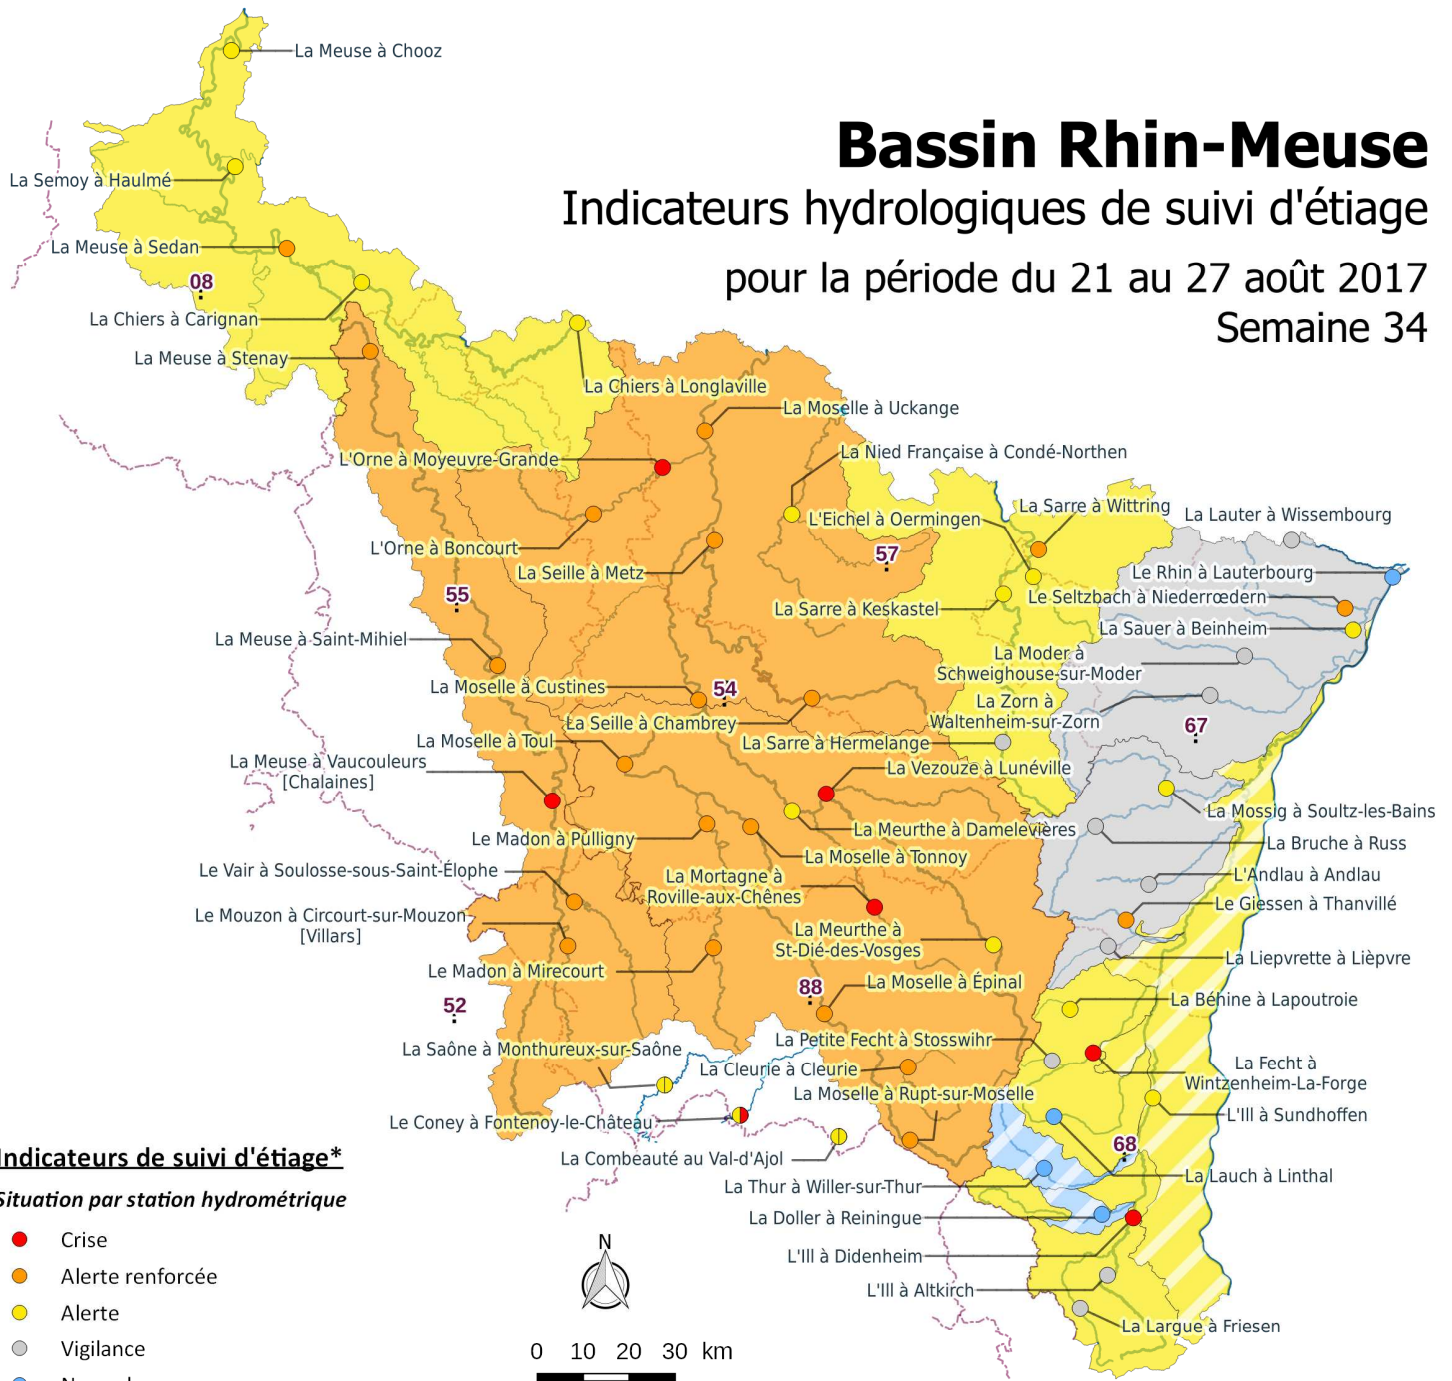 La Meuse à Chooz
Bassin Rhin-Meuse
Indicateurs hydrologiques de suivi d'étiage
pour la période du 21 au 27 août 2017
Semaine 34
La Semoy à Haulmé
La Meuse à Sedan
08
La Chiers à Carignan
La Meuse à Stenay
La Chiers à Longlaville
La Moselle à Uckange
L'Orne à Moyeuvre-Grande
La Nied Française à Condé-Northen
L'Eichel à Oermingen
La Sarre à Wittring
La Lauter à Wissembourg
L'Orne à Boncourt
57
La Seille à Metz
Le Rhin à Lauterbourg
55
La Sarre à Keskastel
Le Seltzbach à Niederrœdern
La Sauer à Beinheim
La Meuse à Saint-Mihiel
La Moder à
Schweighouse-sur-Moder
La Moselle à Custines
54
La Zorn à
Waltenheim-sur-Zorn
La Seille à Chambrey
67
La Moselle à Toul
La Sarre à Hermelange
La Meuse à Vaucouleurs
[Chalaines]
La Vezouze à Lunéville
La Mossig à Soultz-les-Bains
Le Madon à Pulligny
La Meurthe à Damelevières
La Bruche à Russ
La Moselle à Tonnoy
Le Vair à Soulosse-sous-Saint-Élophe
La Mortagne à
Roville-aux-Chênes
L'Andlau à Andlau
Le Giessen à Thanvillé
Le Mouzon à Circourt-sur-Mouzon
[Villars]
La Meurthe à
St-Dié-des-Vosges
La Liepvrette à Lièpvre
Le Madon à Mirecourt
88
La Moselle à Épinal
52
La Béhine à Lapoutroie
La Saône à Monthureux-sur-Saône
La Petite Fecht à Stosswihr
La Cleurie à Cleurie
La Fecht à
Wintzenheim-La-Forge
La Moselle à Rupt-sur-Moselle
L'Ill à Sundhoffen
Le Coney à Fontenoy-le-Château
68
La Combeauté au Val-d'Ajol
La Lauch à Linthal
La Thur à Willer-sur-Thur
La Doller à Reiningue
L'Ill à Didenheim
L'Ill à Altkirch
La Largue à Friesen
Indicateurs de suivi d'étiage*
Situation par station hydrométrique
Crise
Alerte renforcée
Alerte
Vigilance
N
0 10 20 30 km